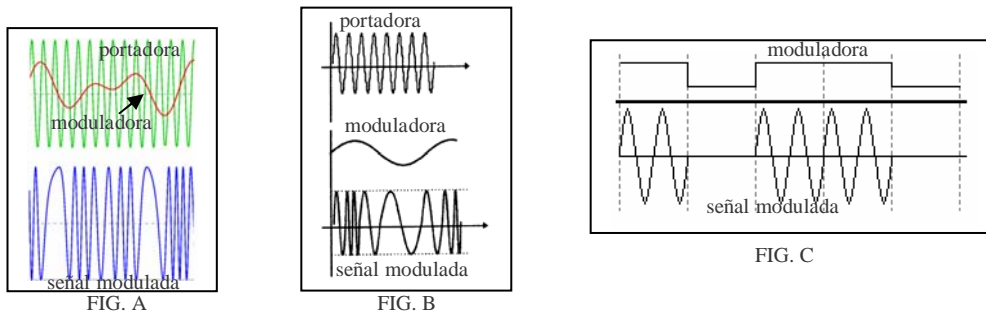 portadora
moduladora
señal modulada
FIG. A
portadora
moduladora
señal modulada
FIG. B
moduladora
señal modulada
FIG. C